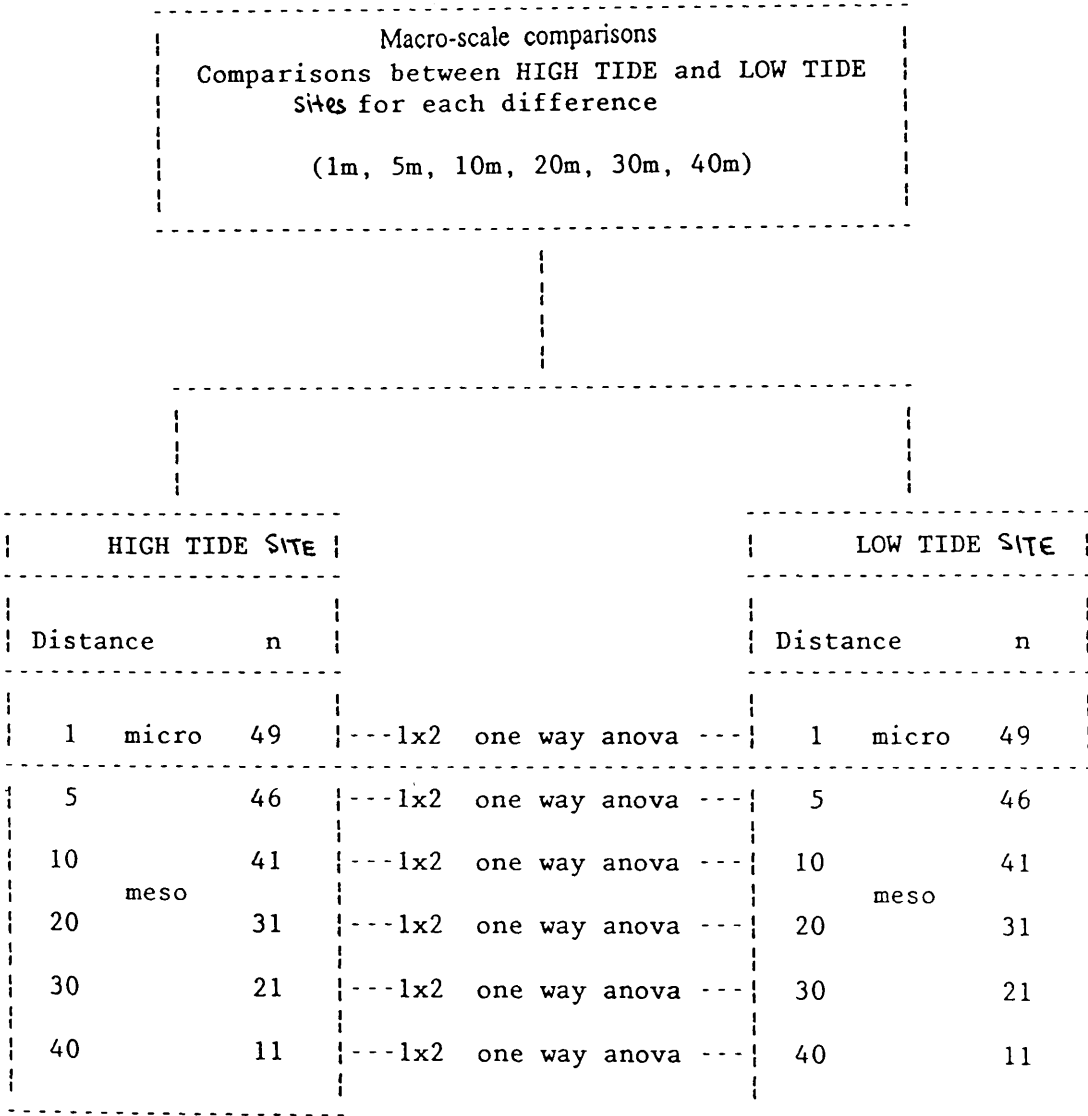 Macro-scale comparisons
Comparisons between HIGH TIDE and LOW TIDE
sites for each difference
(1m, 5m, 10m, 20m, 30m, 40m)
HIGH TIDE SITE LOW TIDE SITE
Distance n Distance n
1 micro 49 ---1x2 one way anova --- 1 micro 49
5 46 ---1x2 one way anova --- 5 46
10 41 ---1x2 one way anova --- 10 41
meso meso
20 31 ---1x2 one way anova --- 20 31
30 21 ---1x2 one way anova --- 30 21
40 11 ---1x2 one way anova --- 40 11